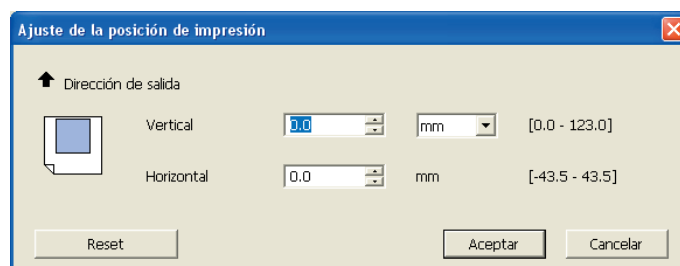 Ajuste de la posición de impresión
Dirección de salida
Vertical 0.0 mm [0.0 - 123.0]
Horizontal 0.0 mm [-43.5 - 43.5]
Reset Aceptar Cancelar